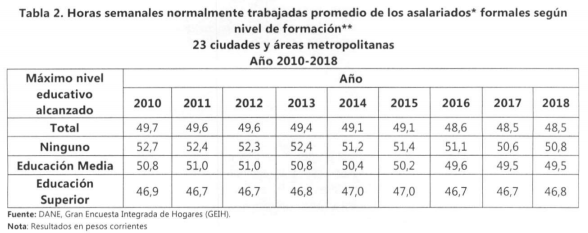 Tabla 2. Horas semanales normalmente trabajadas promedio de los asalariados* formales según
nivel de formación**
23 ciudades y áreas metropolitanas
Año 2010-2018
Máximo nivel educativo alcanzado Año
2010 2011 2012 2013 2014 2015 2016 2017 2018
Total 49,7 49,6 49,6 49,4 49,1 49,1 48,6 48,5 48,5
Ninguno 52,7 52,4 52,3 52,4 51,2 51,4 51,1 50,6 50,8
Educación Media 50,8 51,0 51,0 50,8 50,4 50,2 49,6 49,5 49,5
Educación Superior 46,9 46,7 46,7 46,8 47,0 47,0 46,7 46,7 46,8
Fuente: DANE, Gran Encuesta Integrada de Hogares (GEIH).
Nota: Resultados en pesos corrientes